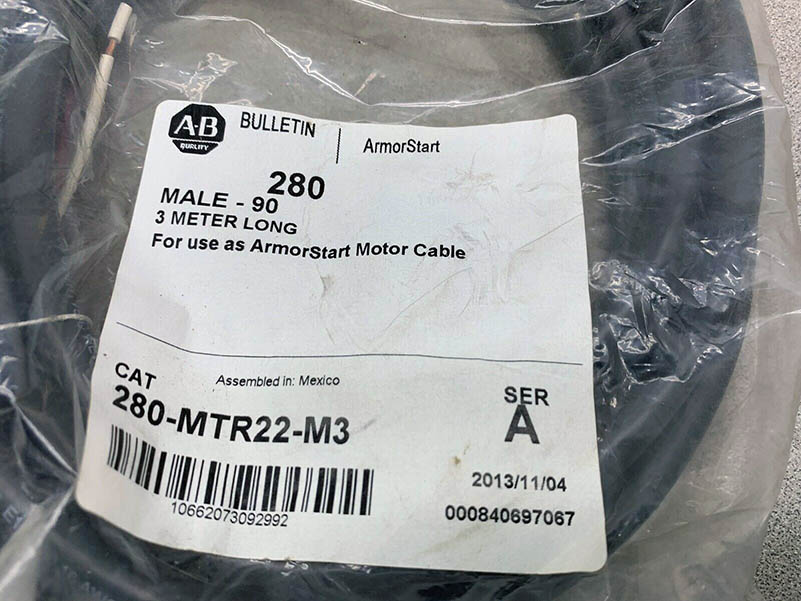 A-B
QUALITY
BULLETIN
ArmorStart
280
MALE - 90
3 METER LONG
For use as ArmorStart Motor Cable
CAT
Assembled in: Mexico
280-MTR22-M3
SER
A
10662073092992
2013/11/04
000840697067